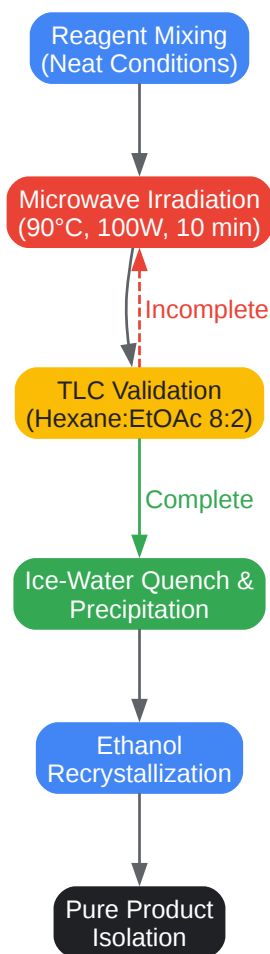 Reagent Mixing
(Neat Conditions)
Microwave Irradiation
(90°C, 100W, 10 min)
Incomplete
TLC Validation
(Hexane:EtOAc 8:2)
Complete
Ice-Water Quench &
Precipitation
Ethanol
Recrystallization
Pure Product
Isolation